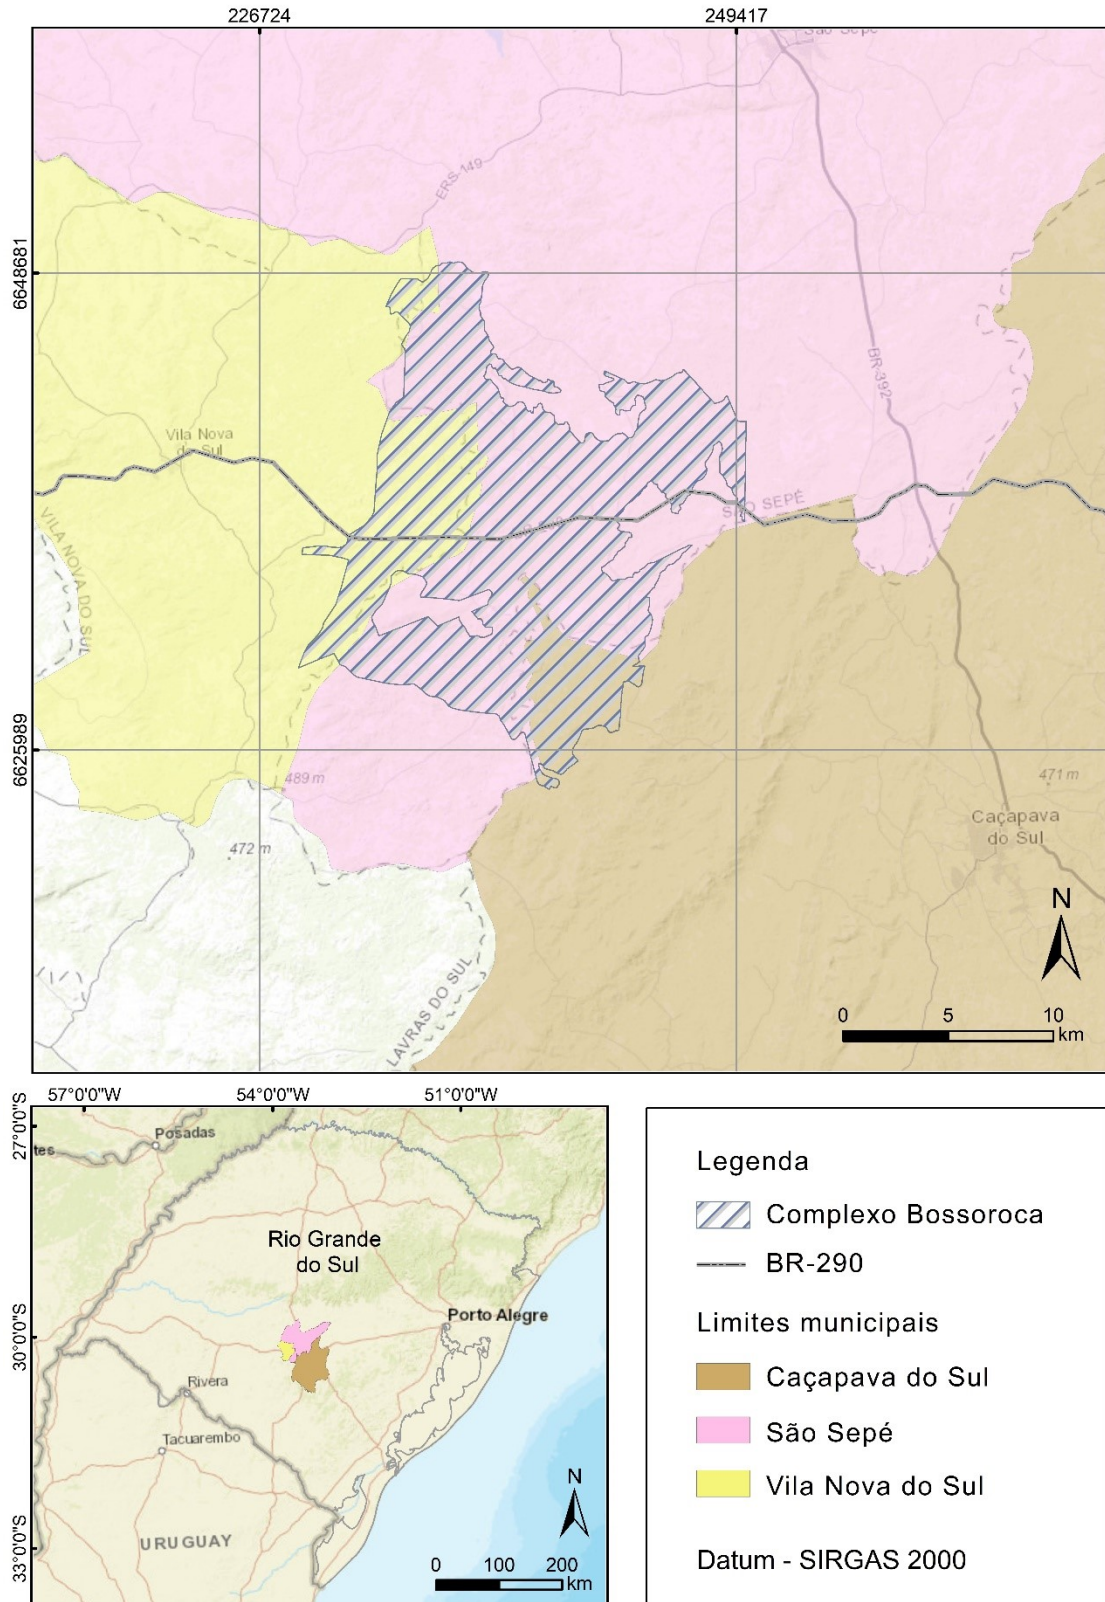 226724
249417
São Sepé
ERS-149
6648681
BR-392
Vila Nova
do Sul
SÃO SEPÉ
VILA NOVA DO SUL
6625989
489 m
471 m
Caçapava
do Sul
472 m
N
LAVRAS DO SUL
0 5 10
km
57°0'0"W
54°0'0"W
51°0'0"W
27°0'0"S
Posadas
tes
Rio Grande
do Sul
Porto Alegre
30°0'0"S
Rivera
Tacuarembo
URUGUAY
N
33°0'0"S
0 100 200
km
Legenda
Complexo Bossoroca
BR-290
Limites municipais
Caçapava do Sul
São Sepé
Vila Nova do Sul
Datum - SIRGAS 2000